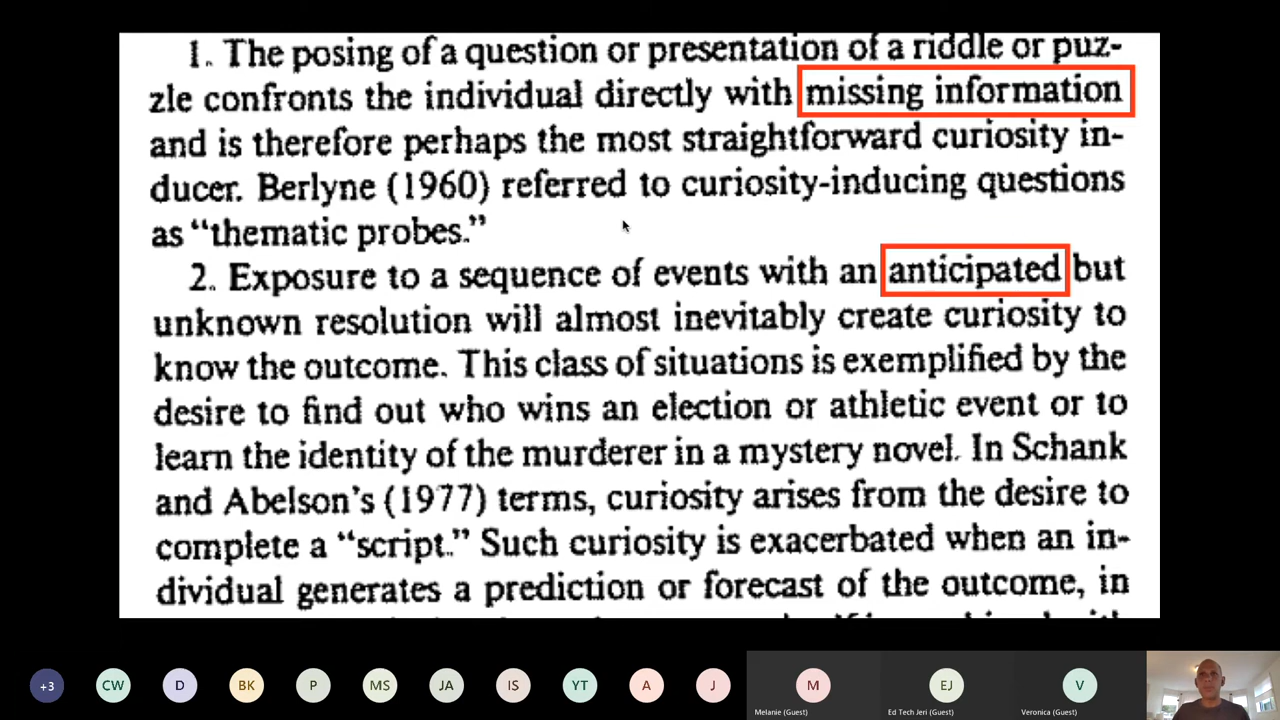 1. The posing of a question or presentation of a riddle or puz-
zle confronts the individual directly with missing information
and is therefore perhaps the most straightforward curiosity in-
ducer. Berlyne (1960) referred to curiosity-inducing questions
as “thematic probes.”
2. Exposure to a sequence of events with an anticipated but
unknown resolution will almost inevitably create curiosity to
know the outcome. This class of situations is exemplified by the
desire to find out who wins an election or athletic event or to
learn the identity of the murderer in a mystery novel. In Schank
and Abelson’s (1977) terms, curiosity arises from the desire to
complete a “script.” Such curiosity is exacerbated when an in-
dividual generates a prediction or forecast of the outcome, in
+3 CW D BK P MS JA IS YT A J M EJ V
Melanie (Guest) Ed Tech Jeri (Guest) Veronica (Guest)